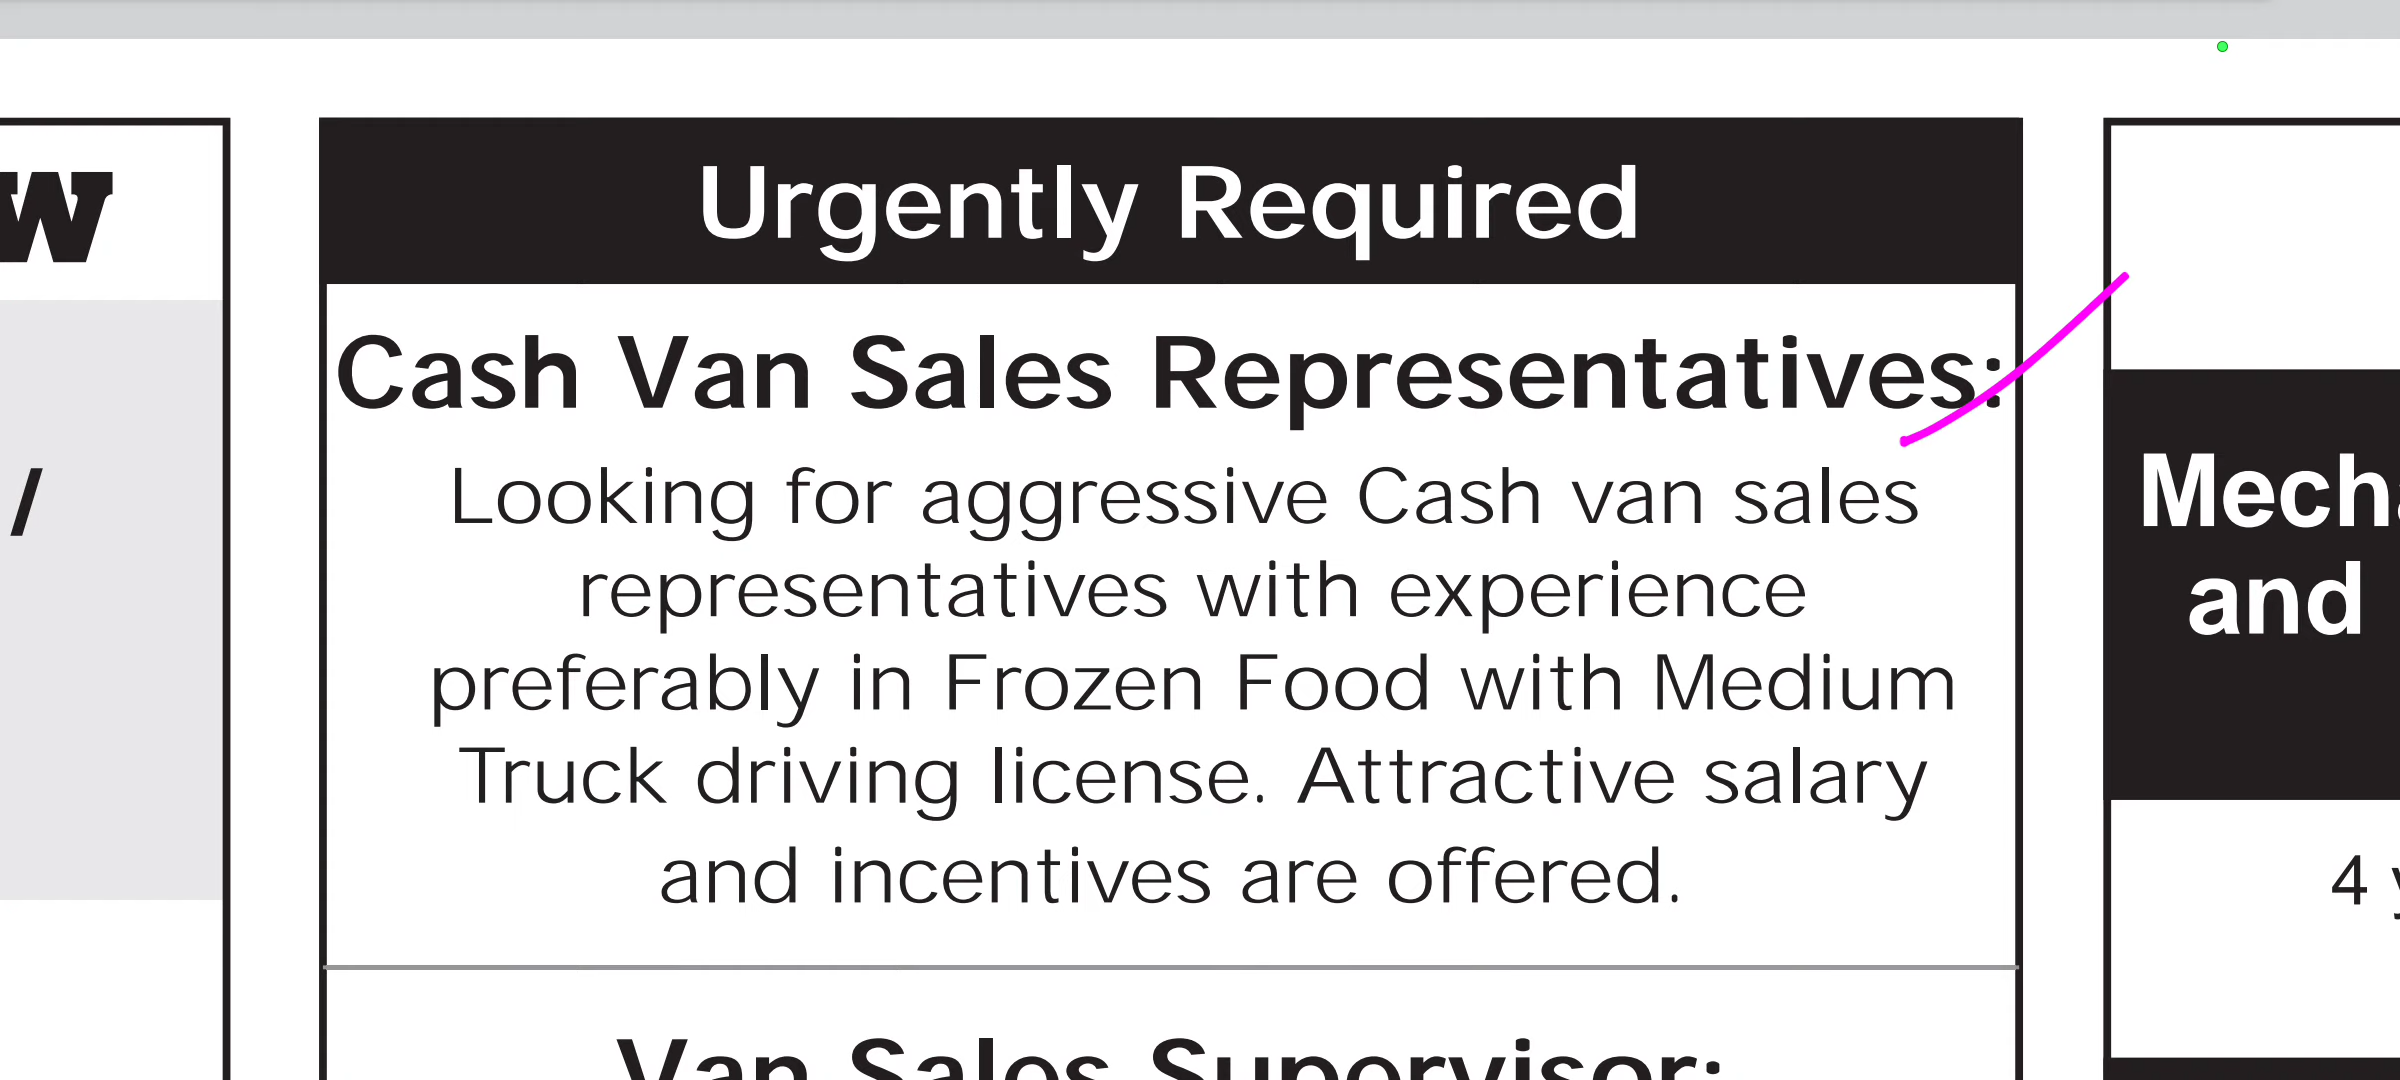 W
/
Urgently Required
Cash Van Sales Representatives:
Looking for aggressive Cash van sales
representatives with experience
preferably in Frozen Food with Medium
Truck driving license. Attractive salary
and incentives are offered.
Van Sales Supervisor:
and
4